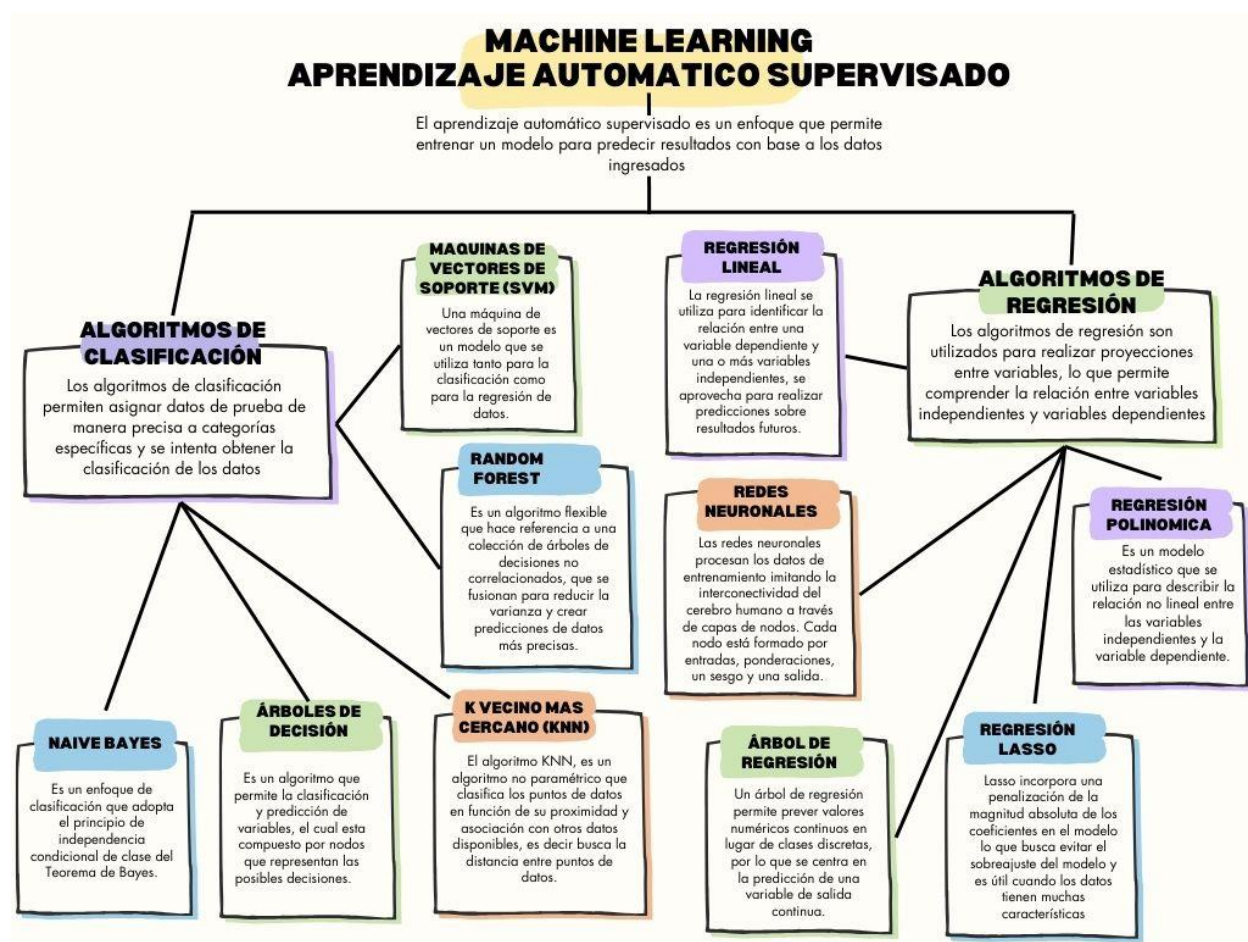 MACHINE LEARNING
APRENDIZAJE AUTOMATICO SUPERVISADO
El aprendizaje automático supervisado es un enfoque que permite
entrenar un modelo para predecir resultados con base a los datos
ingresados
ALGORITMOS DE
CLASIFICACIÓN
Los algoritmos de clasificación
permiten asignar datos de prueba de
manera precisa a categorías
específicas y se intenta obtener la
clasificación de los datos
MAQUINAS DE
VECTORES DE
SOPORTE (SVM)
Una máquina de
vectores de soporte es
un modelo que se
utiliza tanto para la
clasificación como
para la regresión de
datos.
RANDOM
FOREST
Es un algoritmo flexible
que hace referencia a una
colección de árboles de
decisiones no
correlacionados, que se
fusionan para reducir la
varianza y crear
predicciones de datos
más precisas.
NAIVE BAYES
Es un enfoque de
clasificación que adopta
el principio de
independencia
condicional de clase del
Teorema de Bayes.
ÁRBOLES DE
DECISIÓN
Es un algoritmo que
permite la clasificación
y predicción de
variables, el cual esta
compuesto por nodos
que representan las
posibles decisiones.
K VECINO MAS
CERCANO (KNN)
El algoritmo KNN, es un
algoritmo no paramétrico que
clasifica los puntos de datos
en función de su proximidad y
asociación con otros datos
disponibles, es decir busca la
distancia entre puntos de
datos.
REGRESIÓN
LINEAL
La regresión lineal se
utiliza para identificar la
relación entre una
variable dependiente y
una o más variables
independientes, se
aprovecha para realizar
predicciones sobre
resultados futuros.
ALGORITMOS DE
REGRESIÓN
Los algoritmos de regresión son
utilizados para realizar proyecciones
entre variables, lo que permite
comprender la relación entre variables
independientes y variables dependientes
REDES
NEURONALES
Las redes neuronales
procesan los datos de
entrenamiento imitando la
interconectividad del
cerebro humano a través
de capas de nodos. Cada
nodo está formado por
entradas, ponderaciones,
un sesgo y una salida.
REGRESIÓN
POLINOMICA
Es un modelo
estadístico que se
utiliza para describir la
relación no lineal entre
las variables
independientes y la
variable dependiente.
ÁRBOL DE
REGRESIÓN
Un árbol de regresión
permite prever valores
numéricos continuos en
lugar de clases discretas,
por lo que se centra en
la predicción de una
variable de salida
continua.
REGRESIÓN
LASSO
Lasso incorpora una
penalización de la
magnitud absoluta de los
coeficientes en el modelo
lo que busca evitar el
sobreajuste del modelo y
es útil cuando los datos
tienen muchas
características